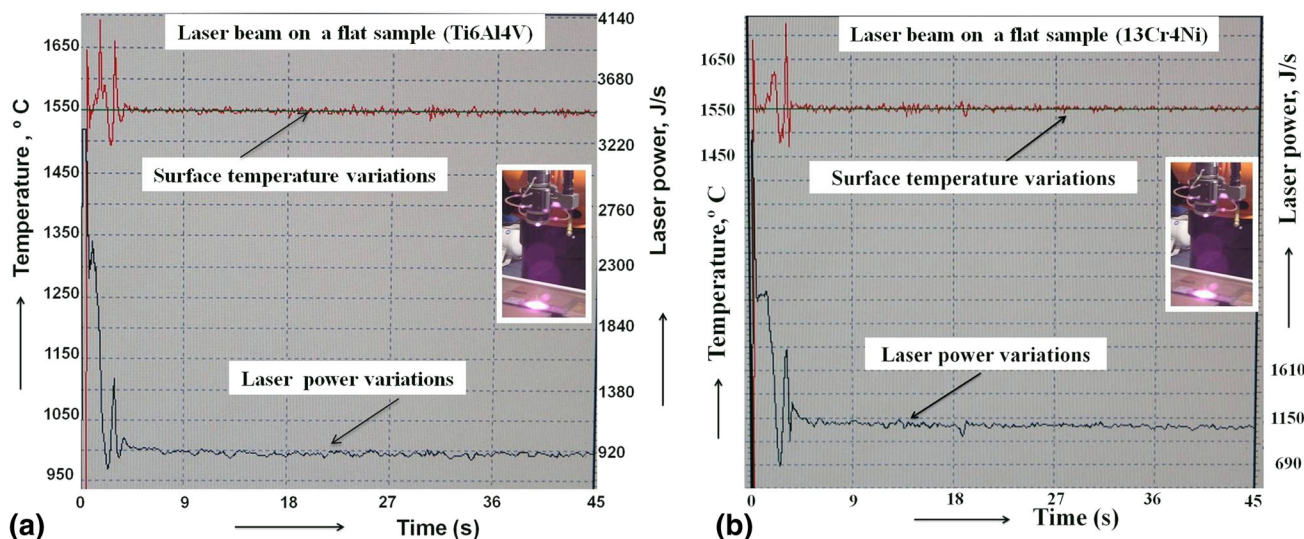 Laser beam on a flat sample (Ti6Al4V)
Temperature, º C
1650
1550
1450
1350
1250
1150
1050
950
Surface temperature variations
Laser power variations
4140
3680
3220
2760
2300
1840
1380
920
Laser power, J/s
0 9 18 27 36 45
Time (s)
(a)
Laser beam on a flat sample (13Cr4Ni)
Temperature,º C
1650
1550
1450
Surface temperature variations
Laser power variations
Laser power, J/s
1610
1150
690
0 9 18 27 36 45
Time (s)
(b)